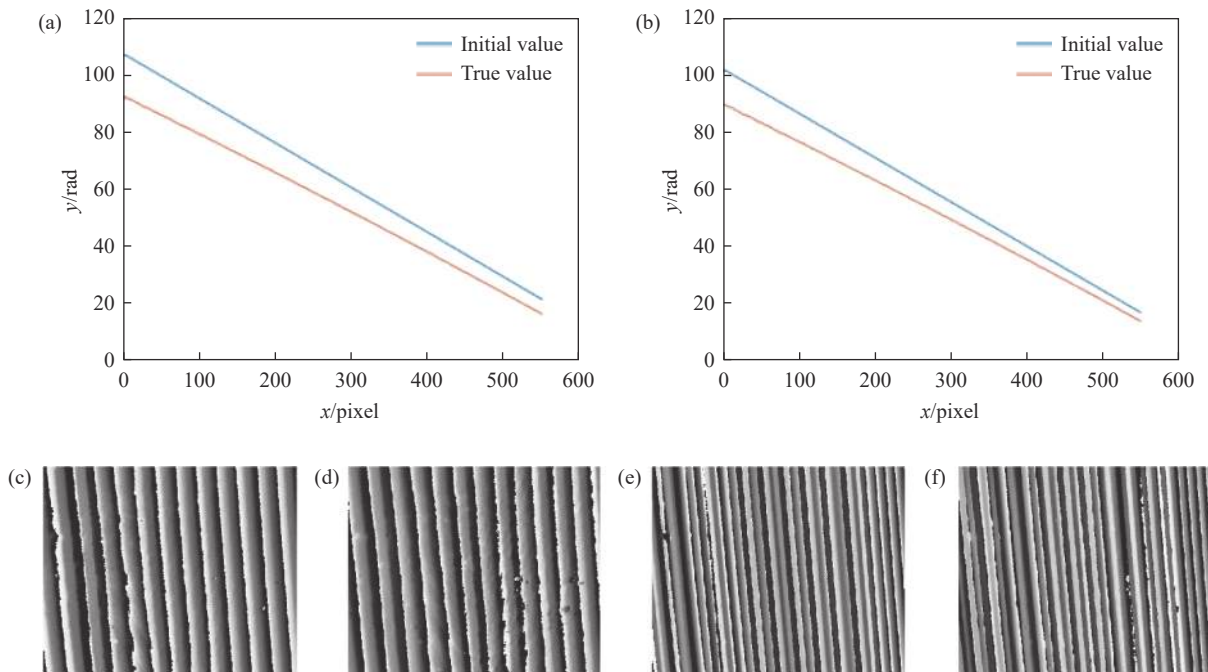 (a)
120
100
80
60
40
20
0
y/rad
Initial value
True value
0 100 200 300 400 500 600
x/pixel
(b)
120
100
80
60
40
20
0
y/rad
Initial value
True value
0 100 200 300 400 500 600
x/pixel
(c)
(d)
(e)
(f)